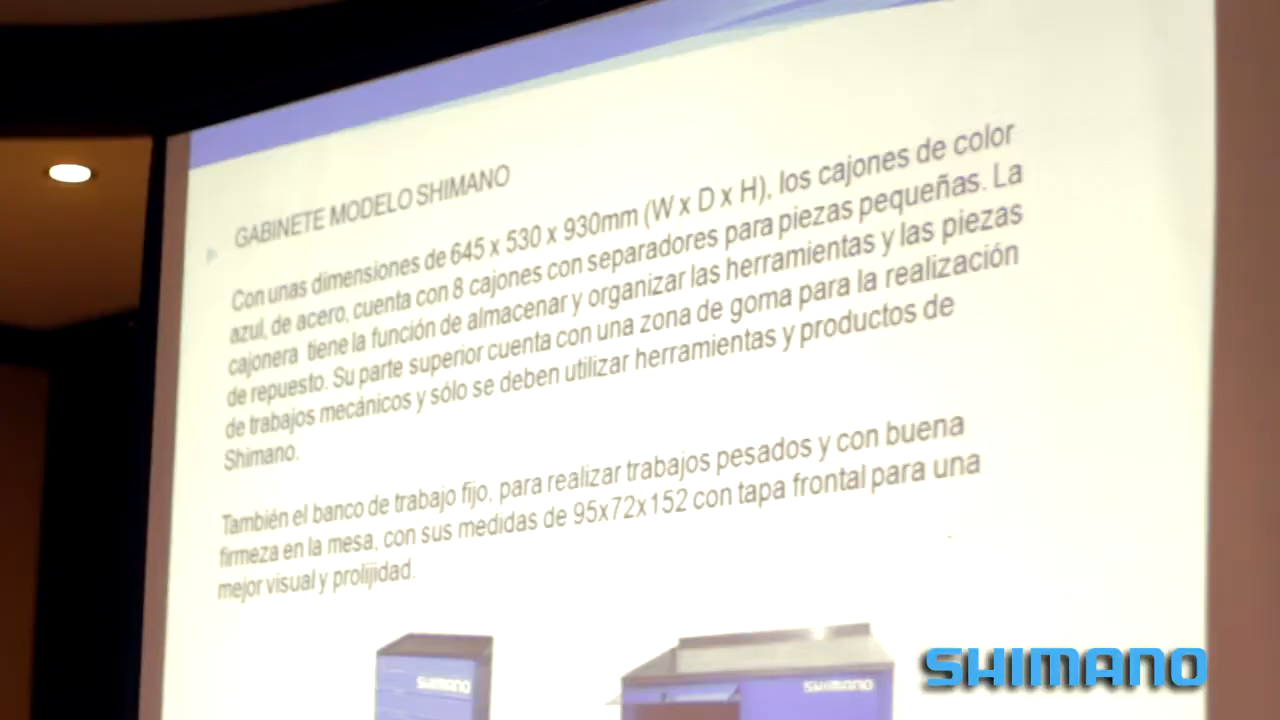 GABINETE MODELO SHIMANO
Con unas dimensiones de 645 x 530 x 930mm (W x D x H), los cajones de color
azul, de acero, cuenta con 8 cajones con separadores para piezas pequeñas. La
cajonera tiene la función de almacenar y organizar las herramientas y las piezas
de repuesto. Su parte superior cuenta con una zona de goma para la realización
de trabajos mecánicos y sólo se deben utilizar herramientas y productos de
Shimano.
También el banco de trabajo fijo, para realizar trabajos pesados y con buena
firmeza en la mesa, con sus medidas de 95x72x152 con tapa frontal para una
mejor visual y prolijidad.
SHIMANO
SHIMANO
SHIMANO